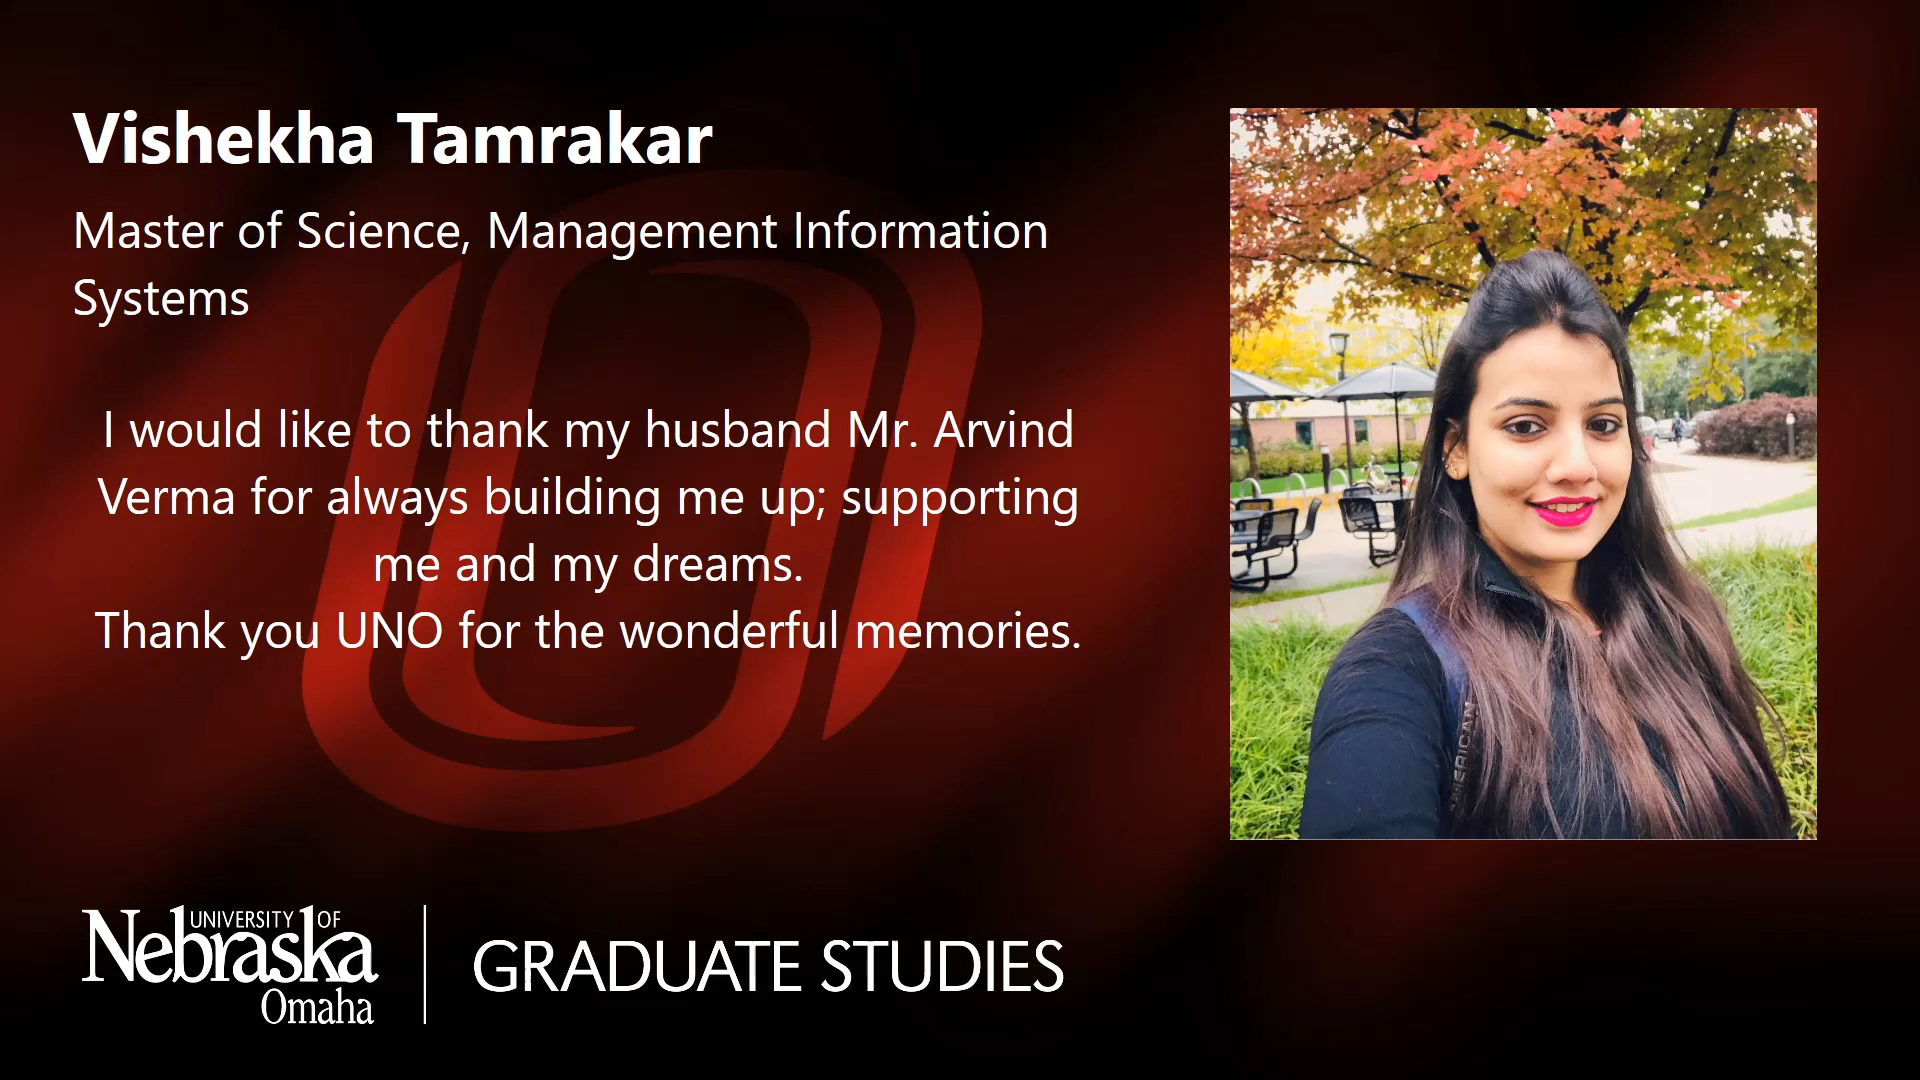 Vishekha Tamrakar
Master of Science, Management Information
Systems
I would like to thank my husband Mr. Arvind
Verma for always building me up; supporting
me and my dreams.
Thank you UNO for the wonderful memories.
AMERICAN
UNIVERSITY OF
Nebraska
Omaha
GRADUATE STUDIES